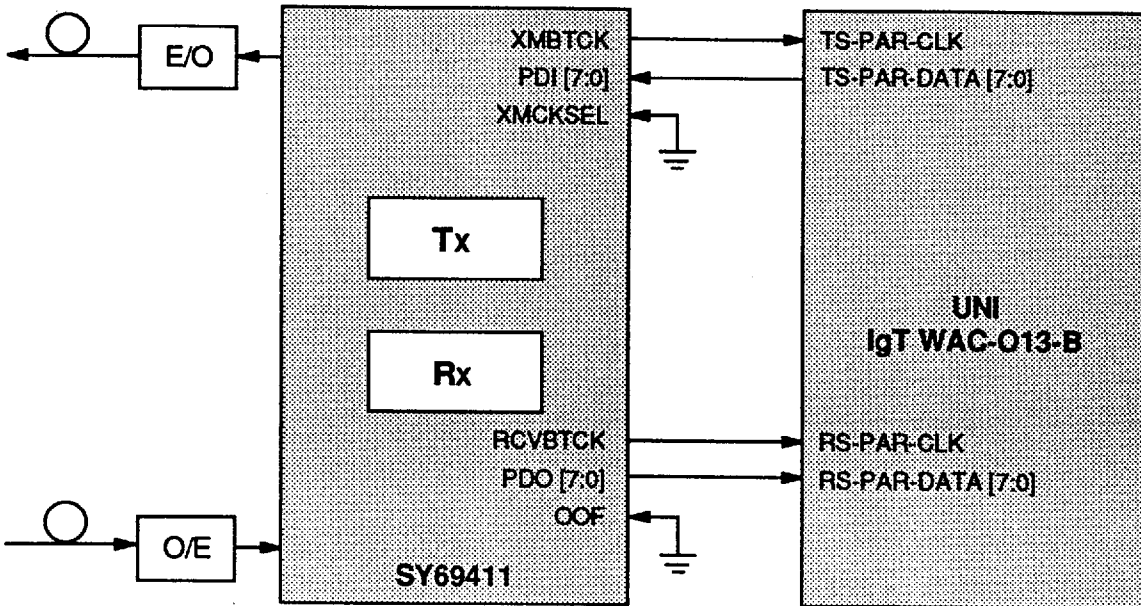 E/O
XMBTCK
TS-PAR-CLK
PDI [7:0]
TS-PAR-DATA [7:0]
XMCKSEL
Tx
UNI
IgT WAC-O13-B
Rx
RCVBTCK
RS-PAR-CLK
PDO [7:0]
RS-PAR-DATA [7:0]
OOF
O/E
SY69411